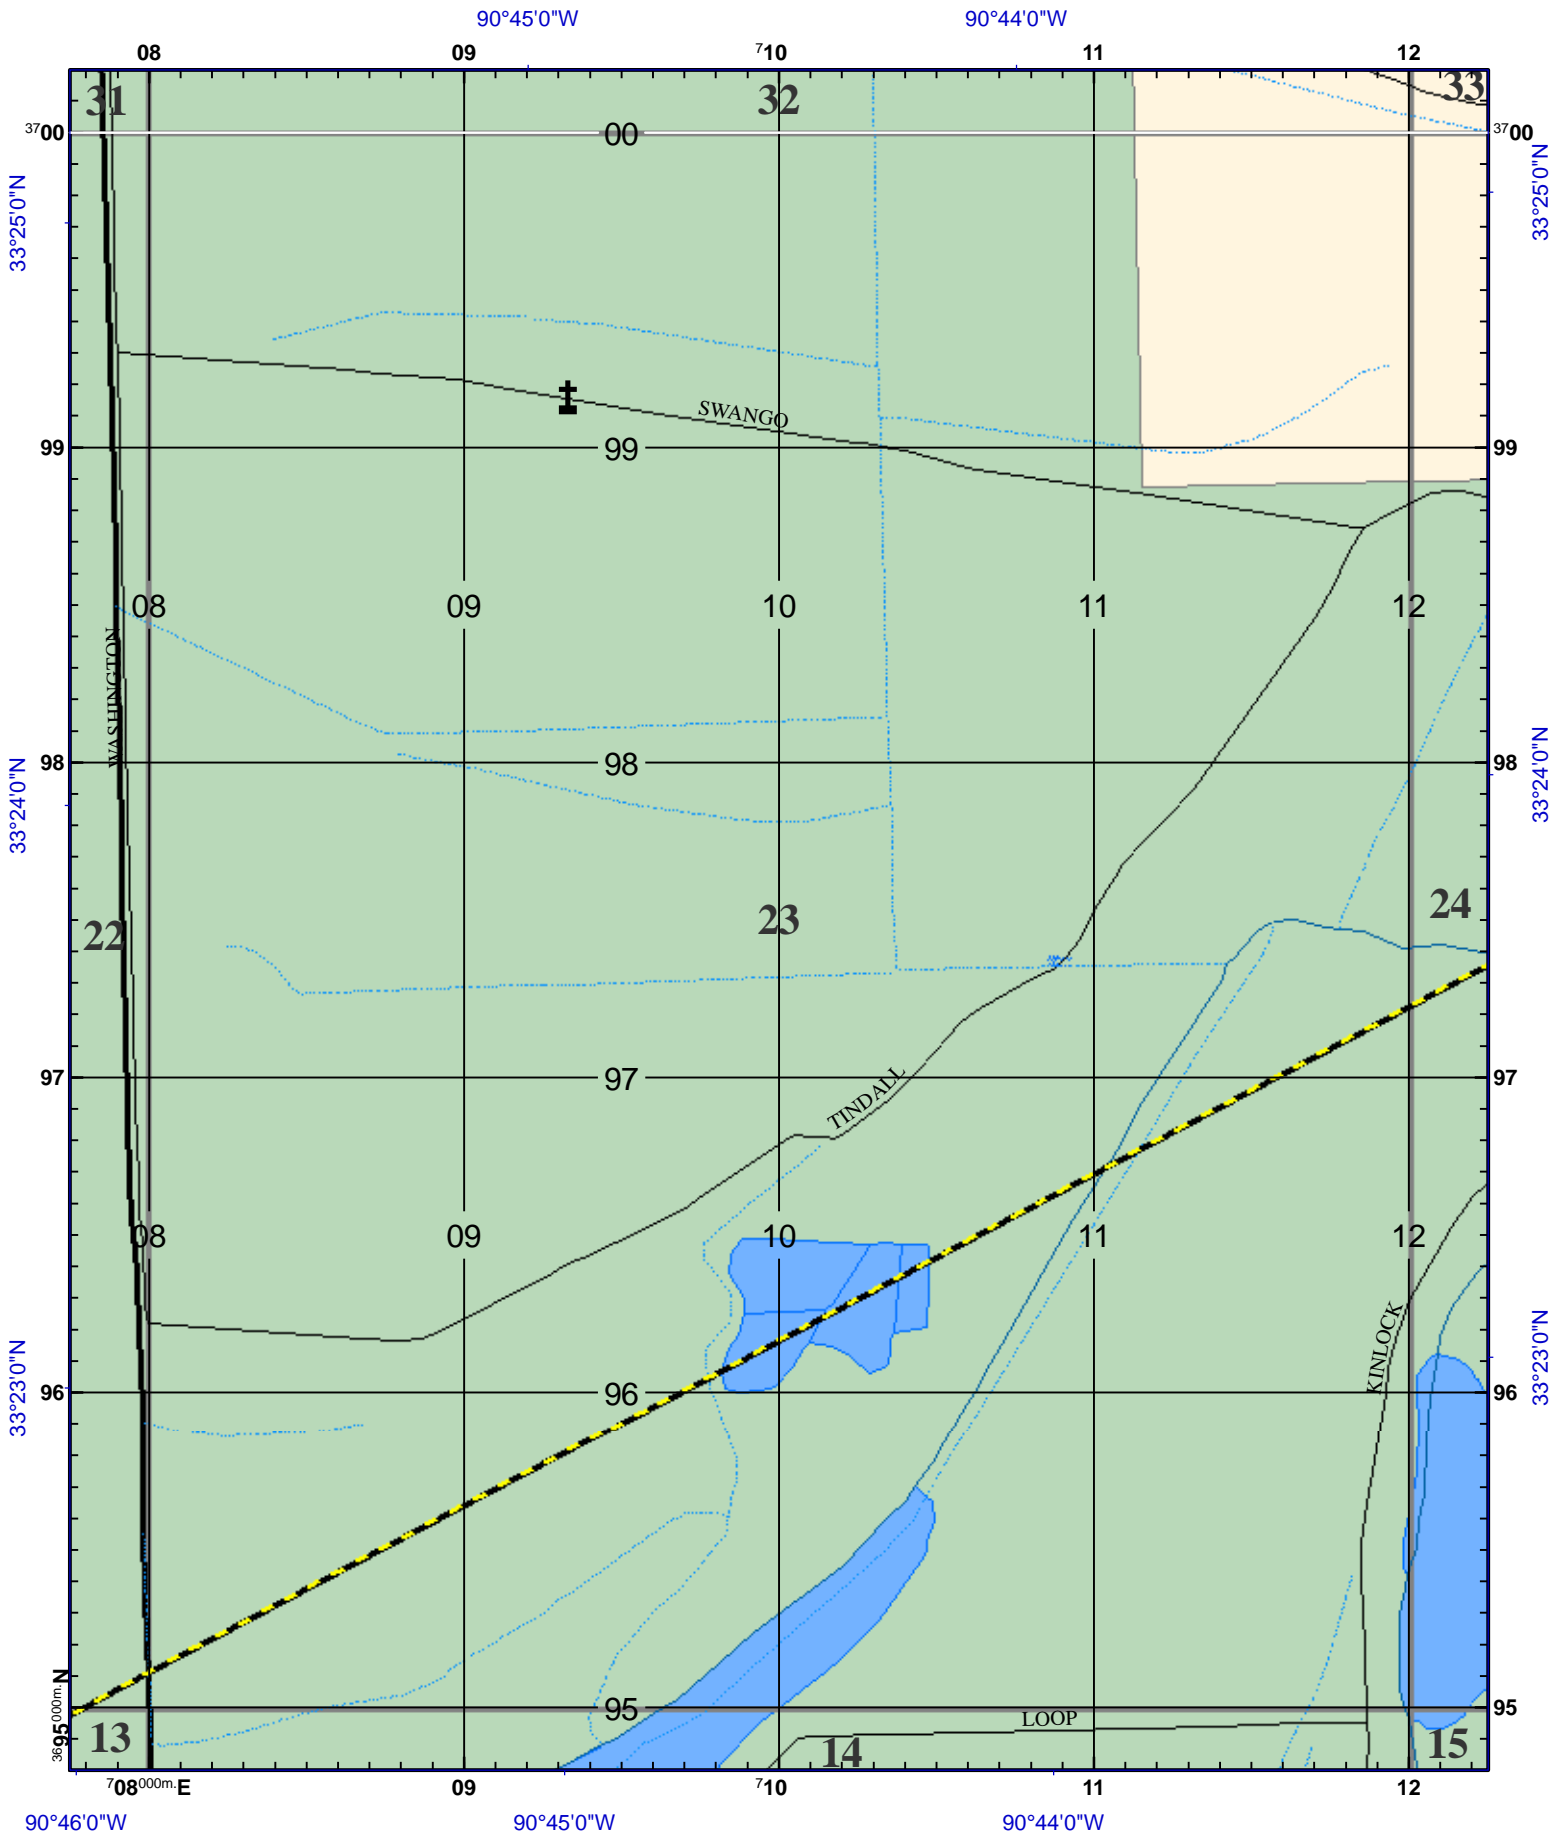 90°45'0"W 90°44'0"W
08 09 710 11 12
31 32 33
3700 00 3700
33°25'0"N 33°25'0"N
SWANGO
99 99 99
08 09 10 11 12
WASHINGTON
98 98 98
33°24'0"N 33°24'0"N
22 23 24
97 97 97
TINDALL
08 09 10 11 12
KINLOCK
33°23'0"N 33°23'0"N
96 96 96
3695000m.N 95 95
LOOP
13 14 15
708000m.E 09 710 11 12
90°46'0"W 90°45'0"W 90°44'0"W